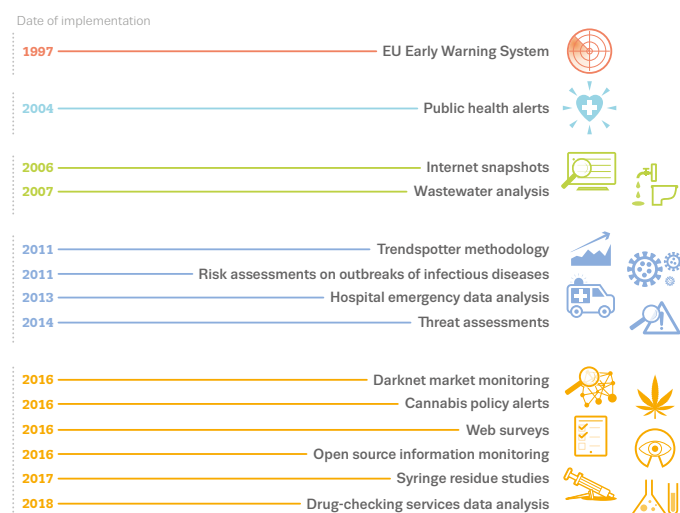 Date of implementation
1997 EU Early Warning System
2004 Public health alerts
2006 Internet snapshots
2007 Wastewater analysis
2011 Trendspotter methodology
2011 Risk assessments on outbreaks of infectious diseases
2013 Hospital emergency data analysis
2014 Threat assessments
2016 Darknet market monitoring
2016 Cannabis policy alerts
2016 Web surveys
2016 Open source information monitoring
2017 Syringe residue studies
2018 Drug-checking services data analysis